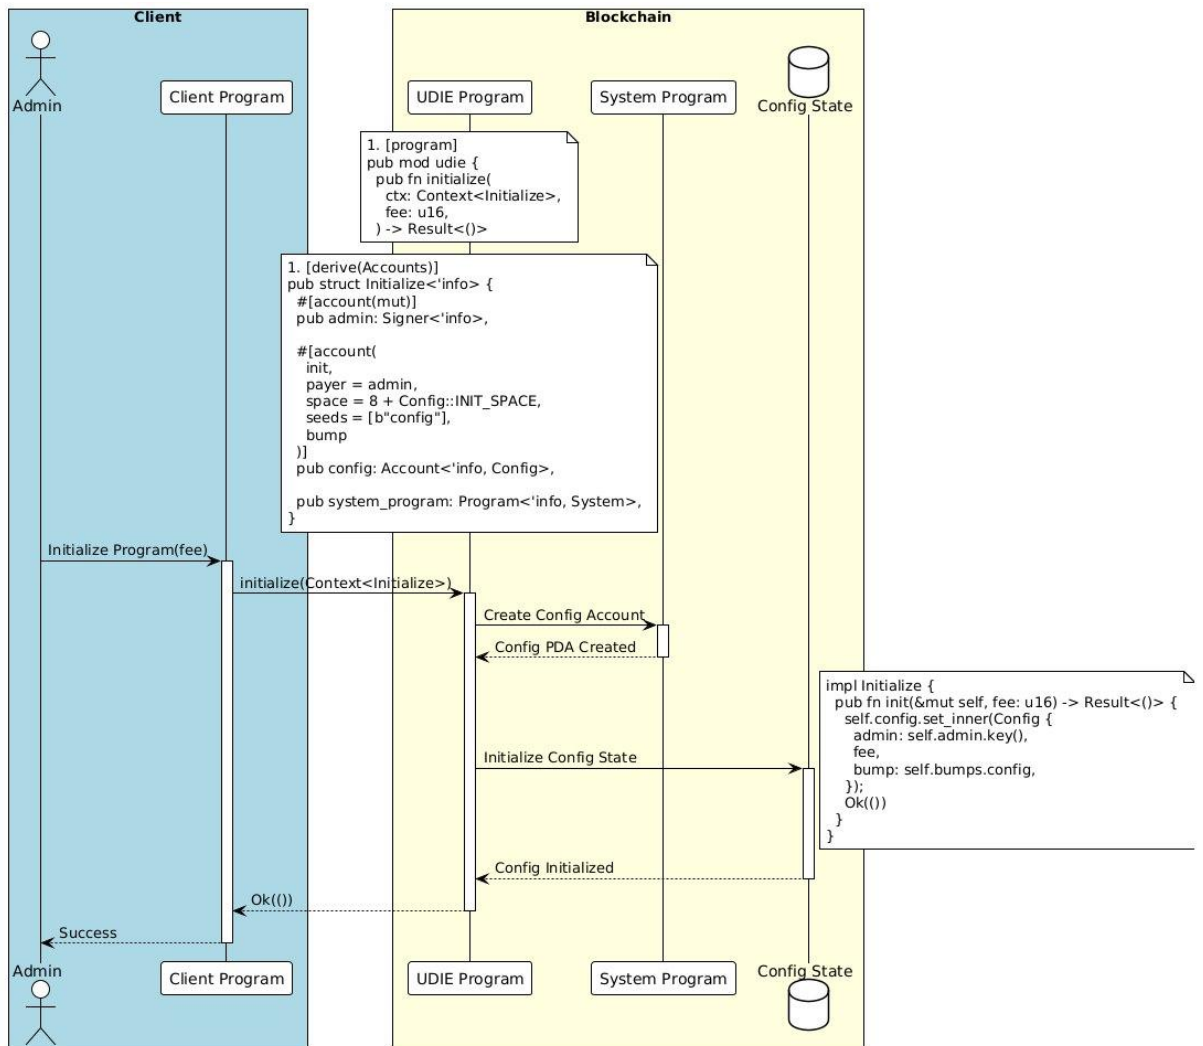 Client
Blockchain
Admin
Client Program
UDIE Program
System Program
Config State
1. [program]
pub mod udie {
  pub fn initialize(
    ctx: Context<Initialize>,
    fee: u16,
  ) -> Result<()>
1. [derive(Accounts)]
pub struct Initialize<'info> {
  #[account(mut)]
  pub admin: Signer<'info>,

  #[account(
    init,
    payer = admin,
    space = 8 + Config::INIT_SPACE,
    seeds = [b"config"],
    bump
  )]
  pub config: Account<'info, Config>,

  pub system_program: Program<'info, System>,
}
Initialize Program(fee)
initialize(Context<Initialize>)
Create Config Account
Config PDA Created
impl Initialize {
  pub fn init(&mut self, fee: u16) -> Result<()> {
    self.config.set_inner(Config {
      admin: self.admin.key(),
      fee,
      bump: self.bumps.config,
    });
    Ok(())
  }
}
Initialize Config State
Config Initialized
Ok(())
Success
Admin
Client Program
UDIE Program
System Program
Config State